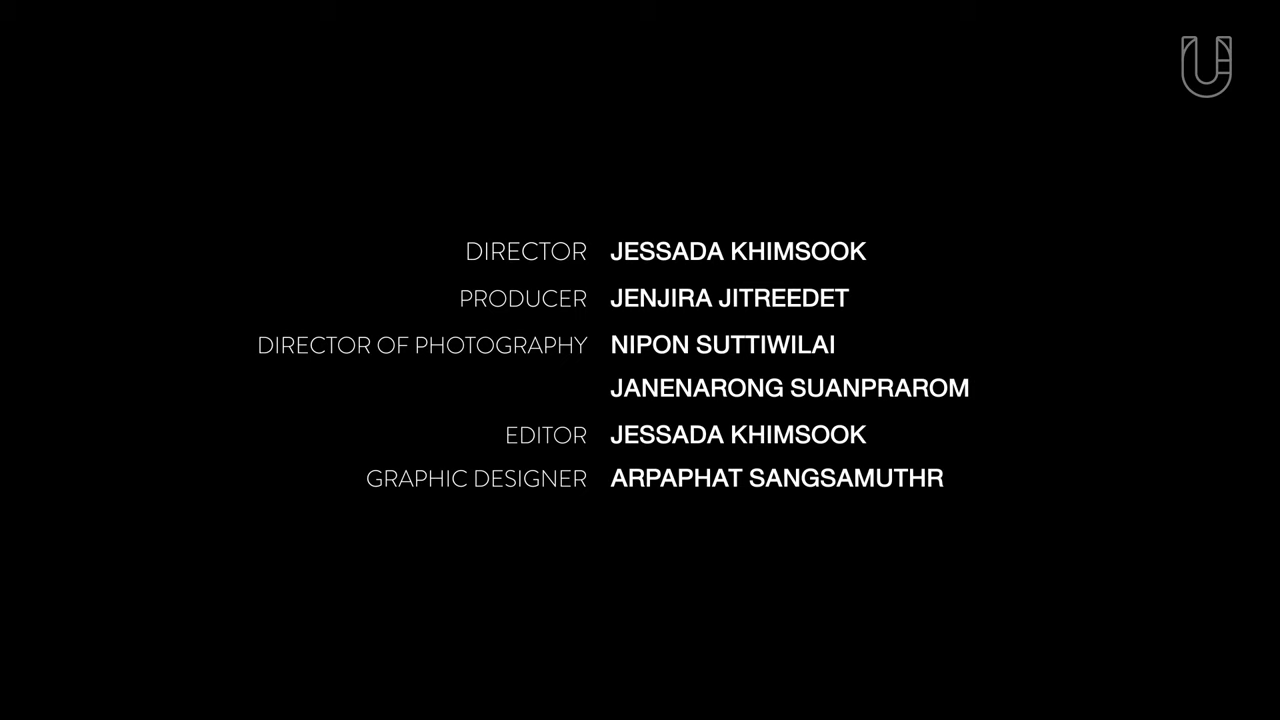 U
DIRECTOR JESSADA KHIMSOOK
PRODUCER JENJIRA JITREEDET
DIRECTOR OF PHOTOGRAPHY NIPON SUTTIWILAI
JANENARONG SUANPRAROM
EDITOR JESSADA KHIMSOOK
GRAPHIC DESIGNER ARPAPHAT SANGSAMUTHR